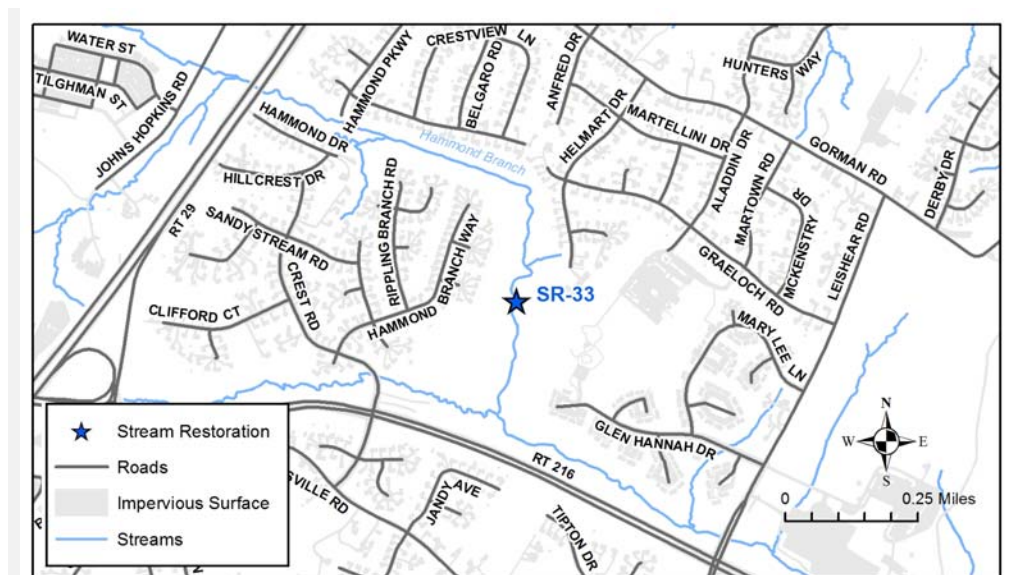 WATER ST
TILGHMAN ST
JOHNS HOPKINS RD
HAMMOND PKWY
CRESTVIEW LN
BELGARO RD
ANFRED DR
HUNTERS WAY
HAMMOND DR
Hammond Branch
HELMART DR
MARTELLINI DR
ALADDIN DR
GORMAN RD
DERBY DR
HILLCREST DR
RIPPLING BRANCH RD
MARTOWN RD
MCKENSTRY DR
LEISHEAR RD
RT 29
SANDY STREAM RD
HAMMOND BRANCH WAY
GRAELOCH RD
CREST RD
SR-33
CLIFFORD CT
MARY LEE LN
GLEN HANNAH DR
RT 216
SVILLE RD
JANDY AVE
TIPTON DR
Stream Restoration
Roads
Impervious Surface
Streams
N
W E
S
0 0.25 Miles